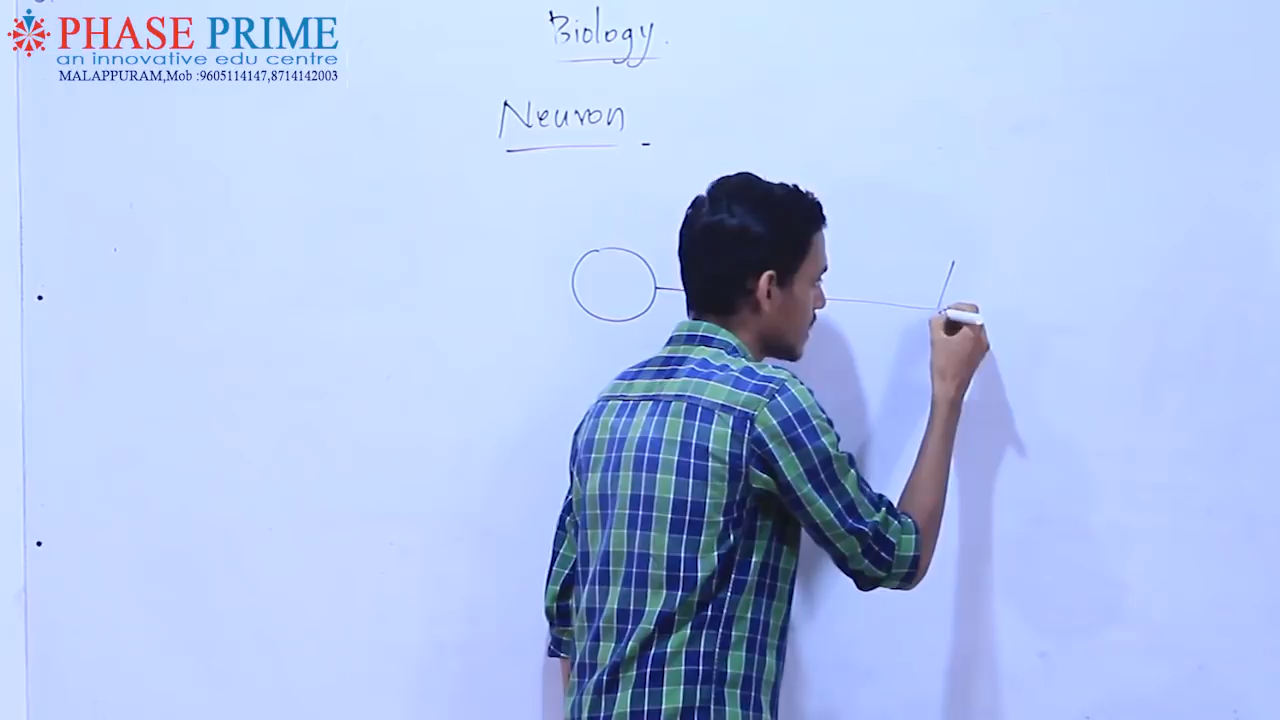 PHASE PRIME
an innovative edu centre
MALAPPURAM,Mob :9605114147,8714142003
Biology.
Neuron